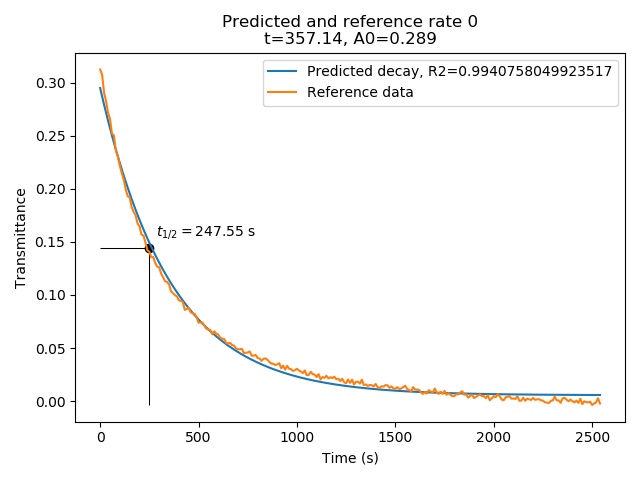 Predicted and reference rate 0
t=357.14, A0=0.289
Predicted decay, R2=0.9940758049923517
Reference data
0.30
0.25
0.20
0.15
0.10
0.05
0.00
Transmittance
t1/2 = 247.55 s
0
500
1000
1500
2000
2500
Time (s)